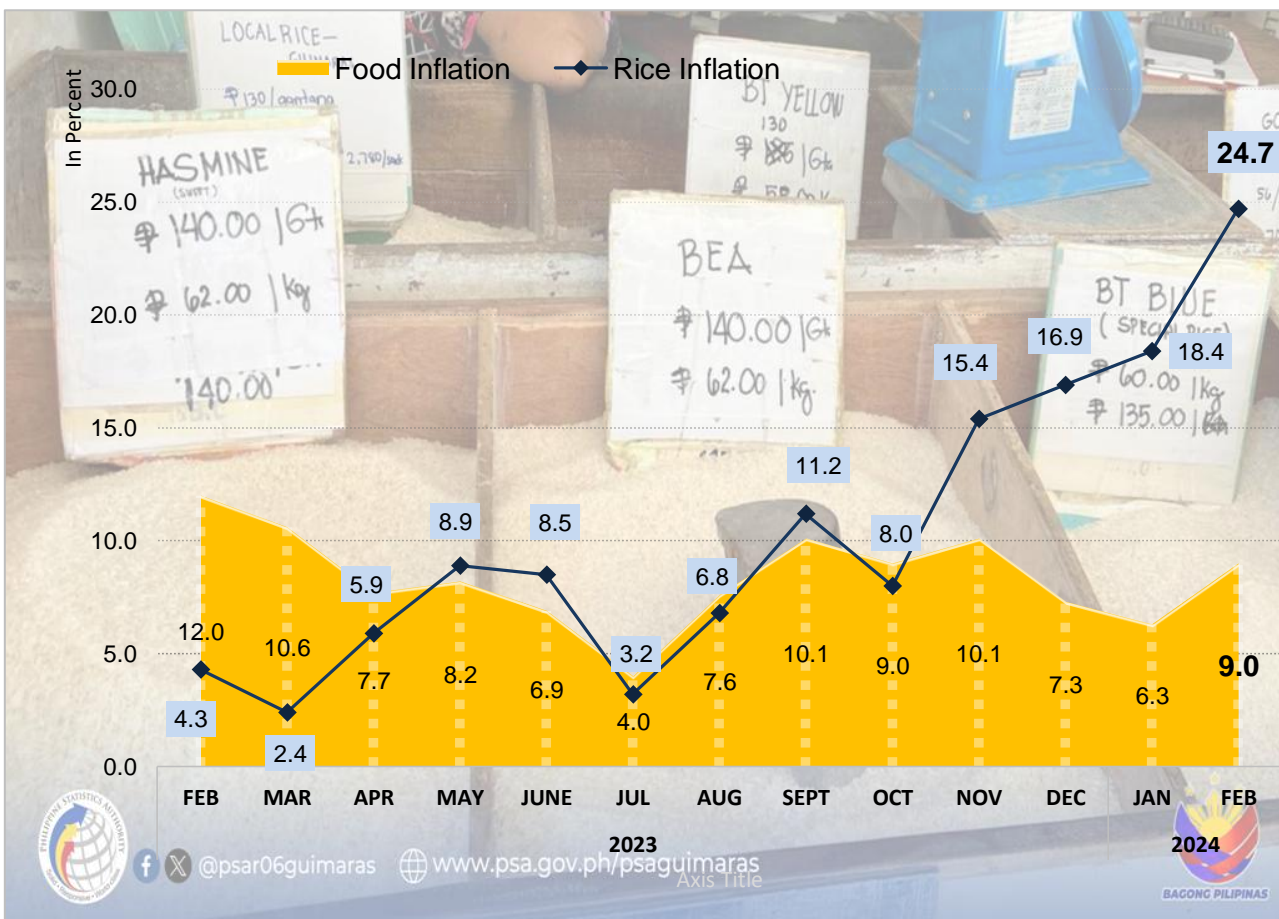 Food Inflation
Rice Inflation
In Percent
30.0
25.0
20.0
15.0
10.0
5.0
0.0
LOCAL RICE-
₱130/gantang
2,780/sack
HASMINE
₱ 140.00 | Gt
₱ 62.00 | Kg
140.00
BT YELLOW
130
BEA
₱ 140.00 | Gt
₱ 62.00 | kg.
BT BLUE
( SPECIAL RICE)
₱ 60.00 | Kg
₱ 135.00 |
24.7
18.4
16.9
15.4
8.0
11.2
6.8
3.2
8.5
8.9
5.9
2.4
4.3
12.0
10.6
7.7
8.2
6.9
4.0
7.6
10.1
9.0
10.1
7.3
6.3
9.0
FEB MAR APR MAY JUNE JUL AUG SEPT OCT NOV DEC JAN FEB
2023 2024
PHILIPPINE STATISTICS AUTHORITY
@psar06guimaras www.psa.gov.ph/psaguimaras
Axis Title
BAGONG PILIPINAS